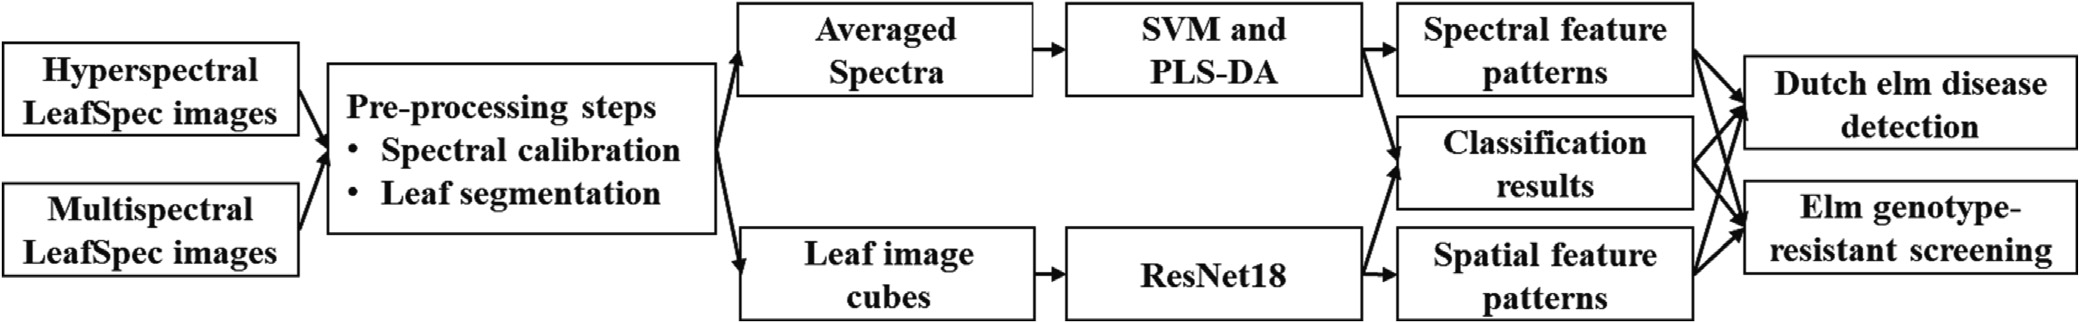 Hyperspectral
LeafSpec images
Multispectral
LeafSpec images
Pre-processing steps
• Spectral calibration
• Leaf segmentation
Averaged
Spectra
SVM and
PLS-DA
Spectral feature
patterns
Classification
results
Leaf image
cubes
ResNet18
Spatial feature
patterns
Dutch elm disease
detection
Elm genotype-
resistant screening